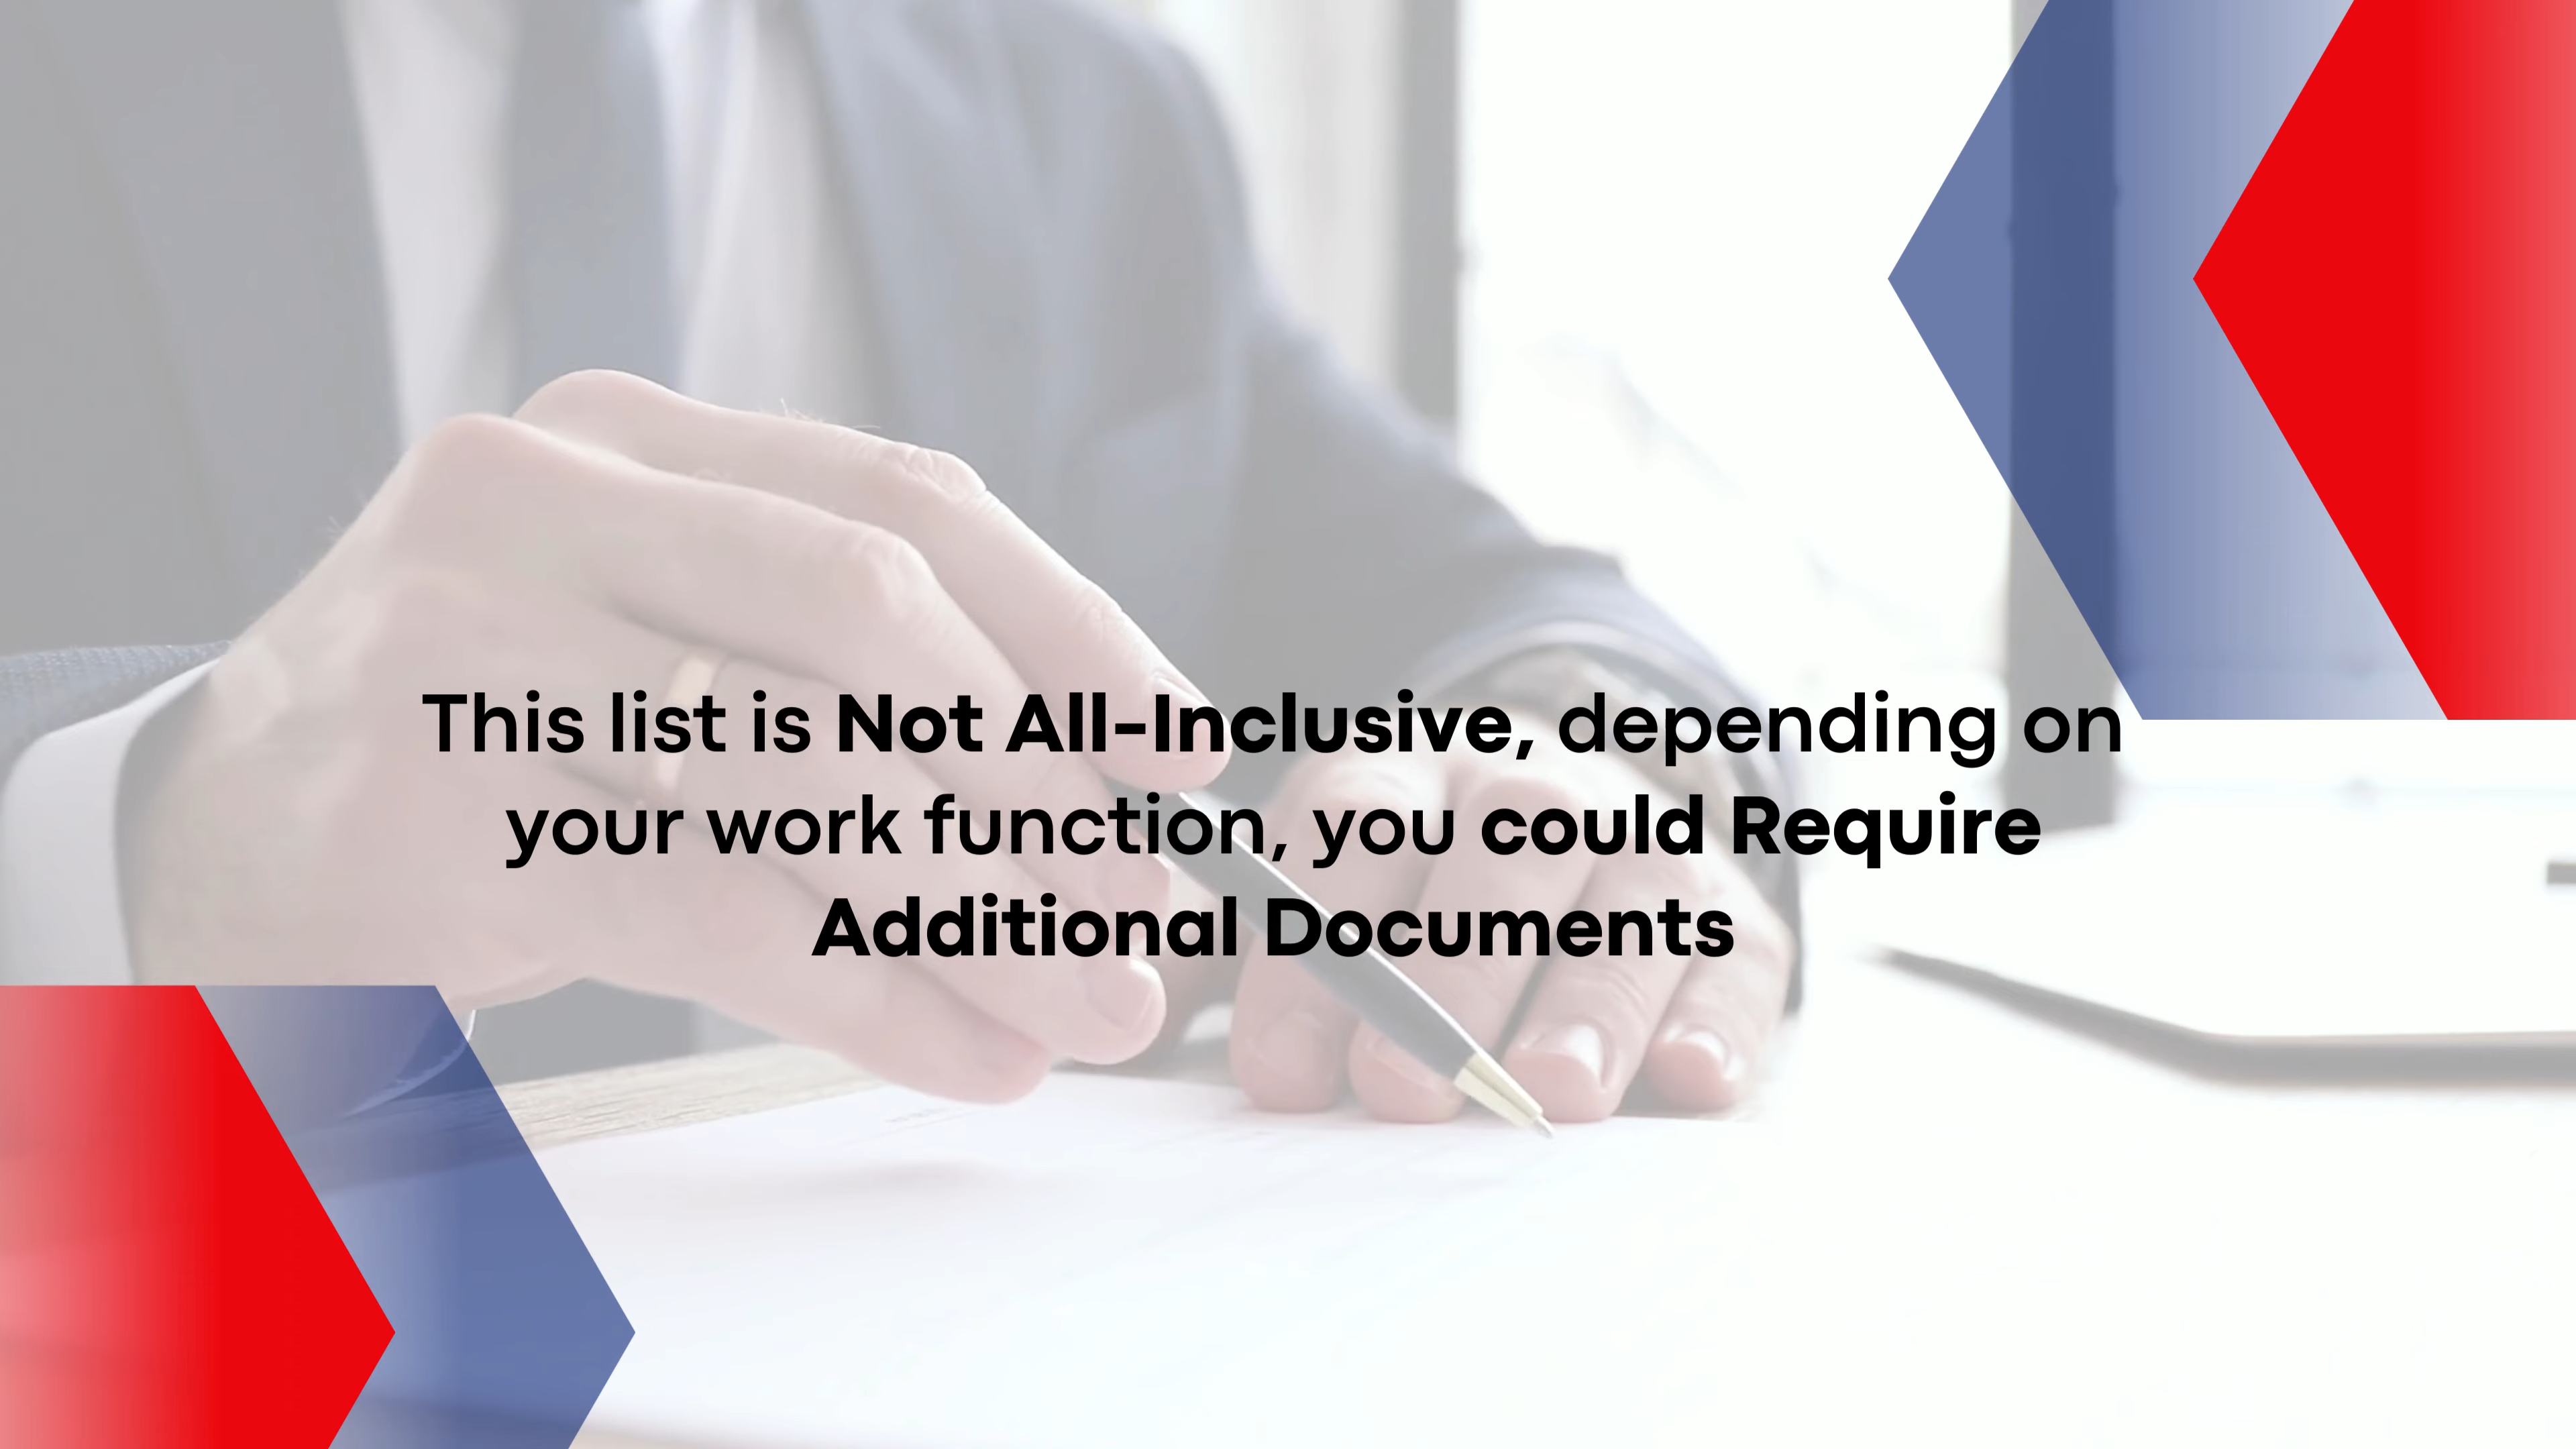 This list is Not All-Inclusive, depending on
your work function, you could Require
Additional Documents